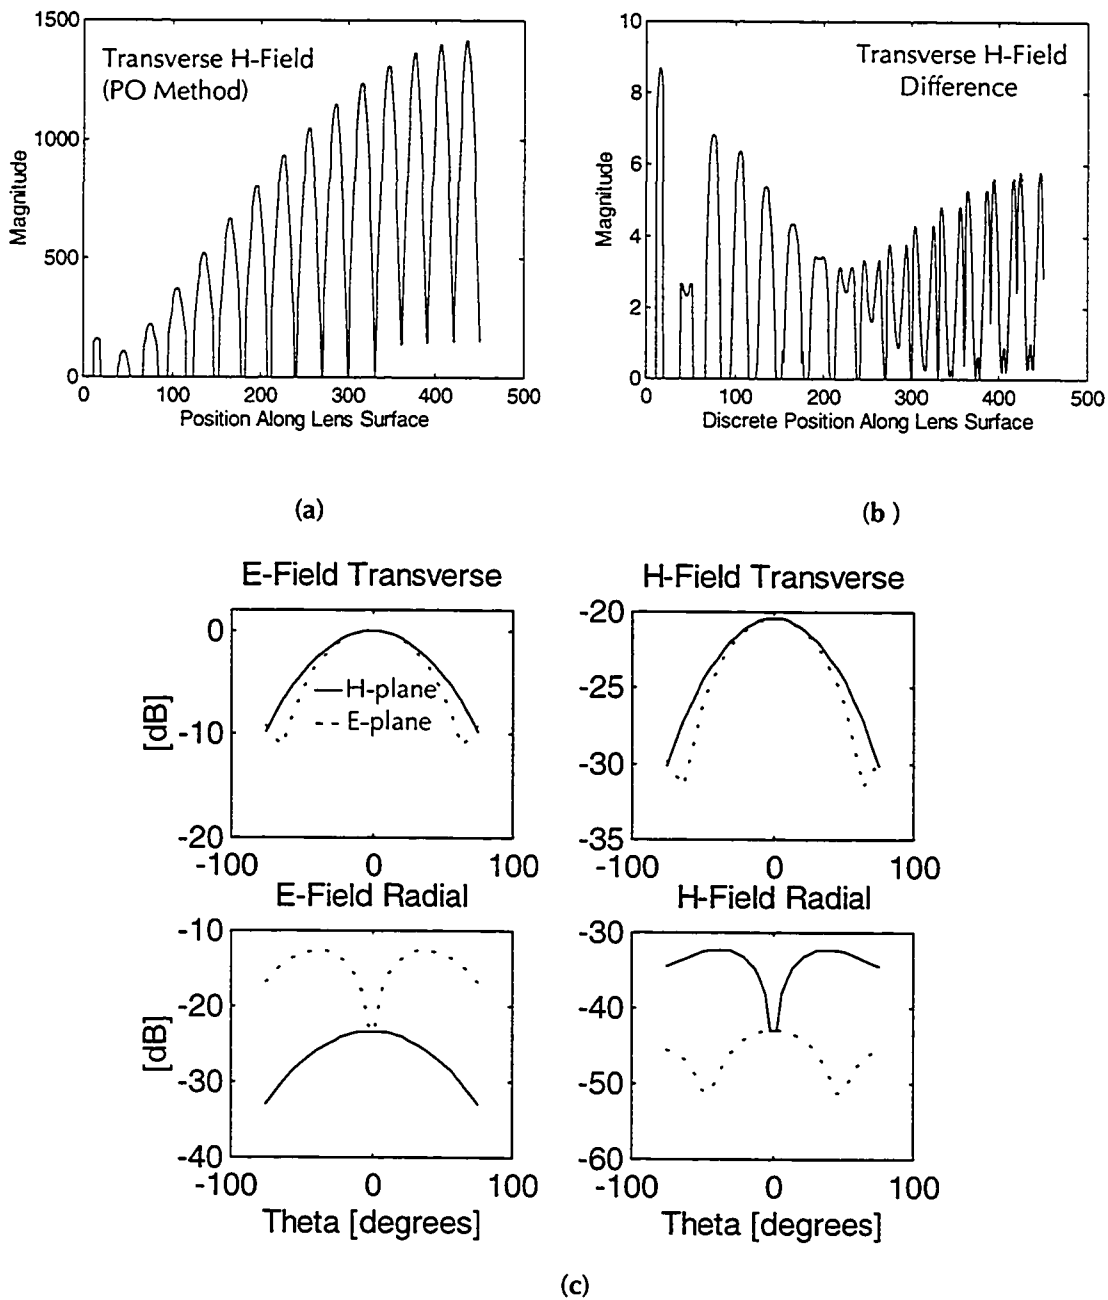 1500
Transverse H-Field
(PO Method)
1000
500
0
Magnitude
0 100 200 300 400 500
Position Along Lens Surface
(a)
10
Transverse H-Field
Difference
8
6
4
2
0
Magnitude
0 100 200 300 400 500
Discrete Position Along Lens Surface
(b )
E-Field Transverse
0
-10
-20
[dB]
H-plane
E-plane
-100 0 100
H-Field Transverse
-20
-25
-30
-35
-100 0 100
E-Field Radial
-10
-20
-30
-40
[dB]
-100 0 100
Theta [degrees]
H-Field Radial
-30
-40
-50
-60
-100 0 100
Theta [degrees]
(c)